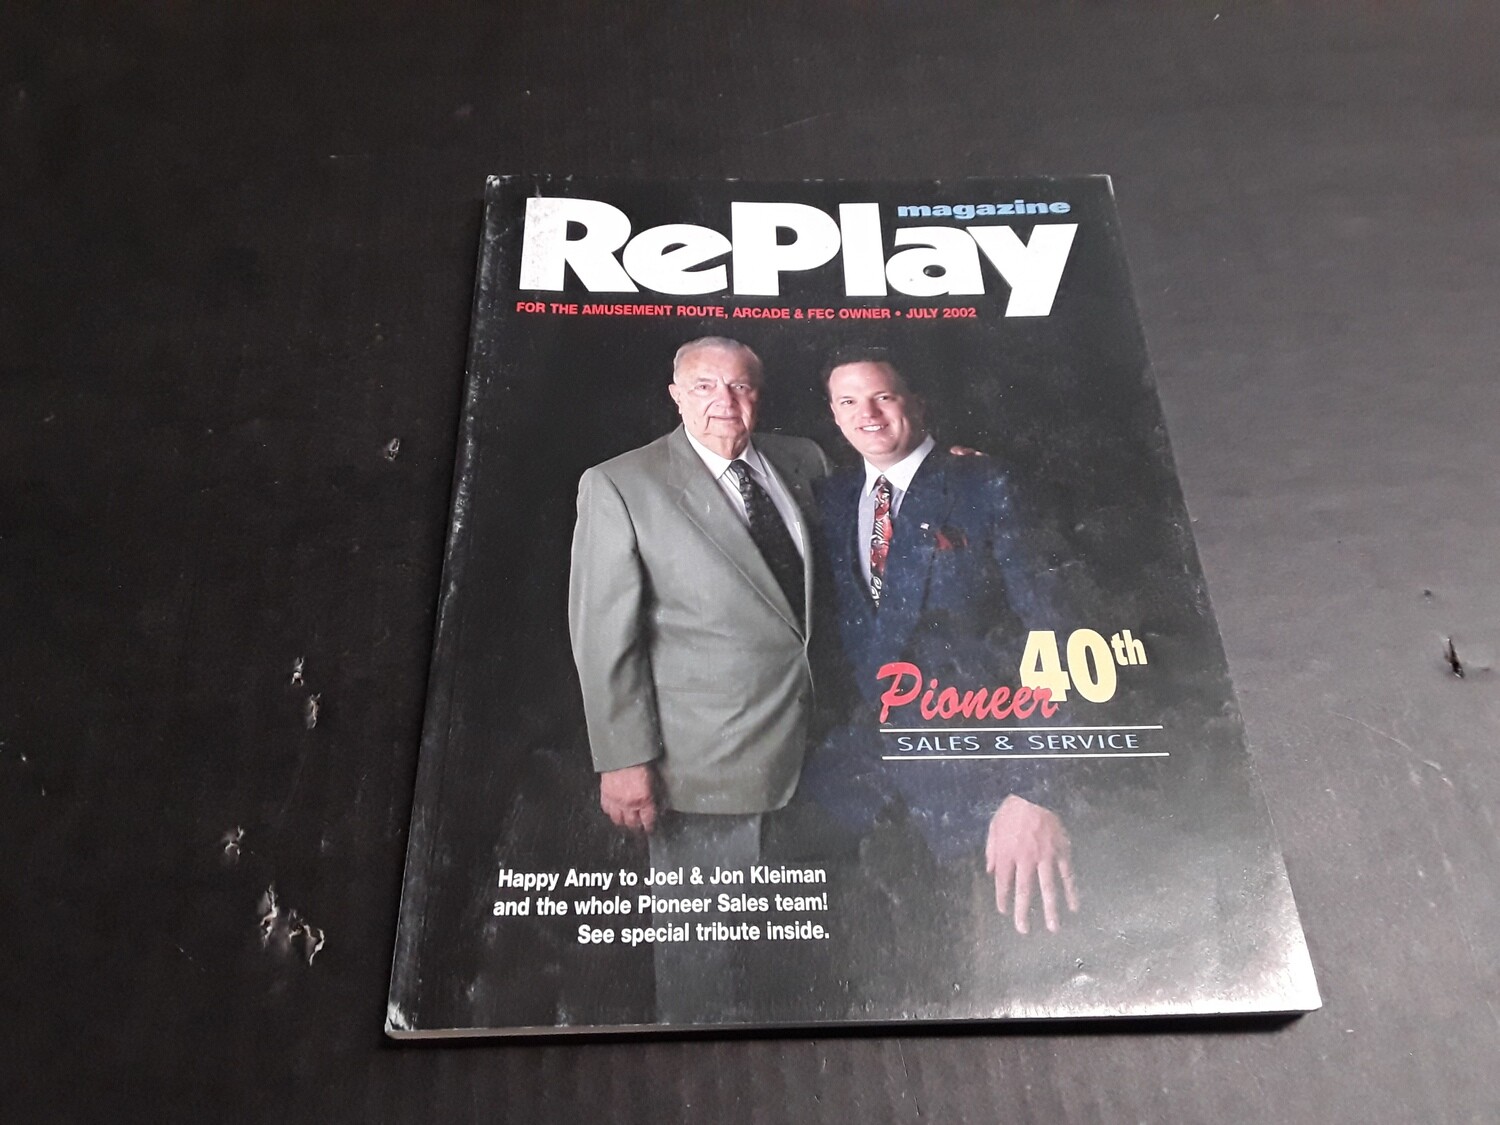 magazine
RePlay
FOR THE AMUSEMENT ROUTE, ARCADE & FEC OWNER • JULY 2002
40th
Pioneer
SALES & SERVICE
Happy Anny to Joel & Jon Kleiman
and the whole Pioneer Sales team!
See special tribute inside.